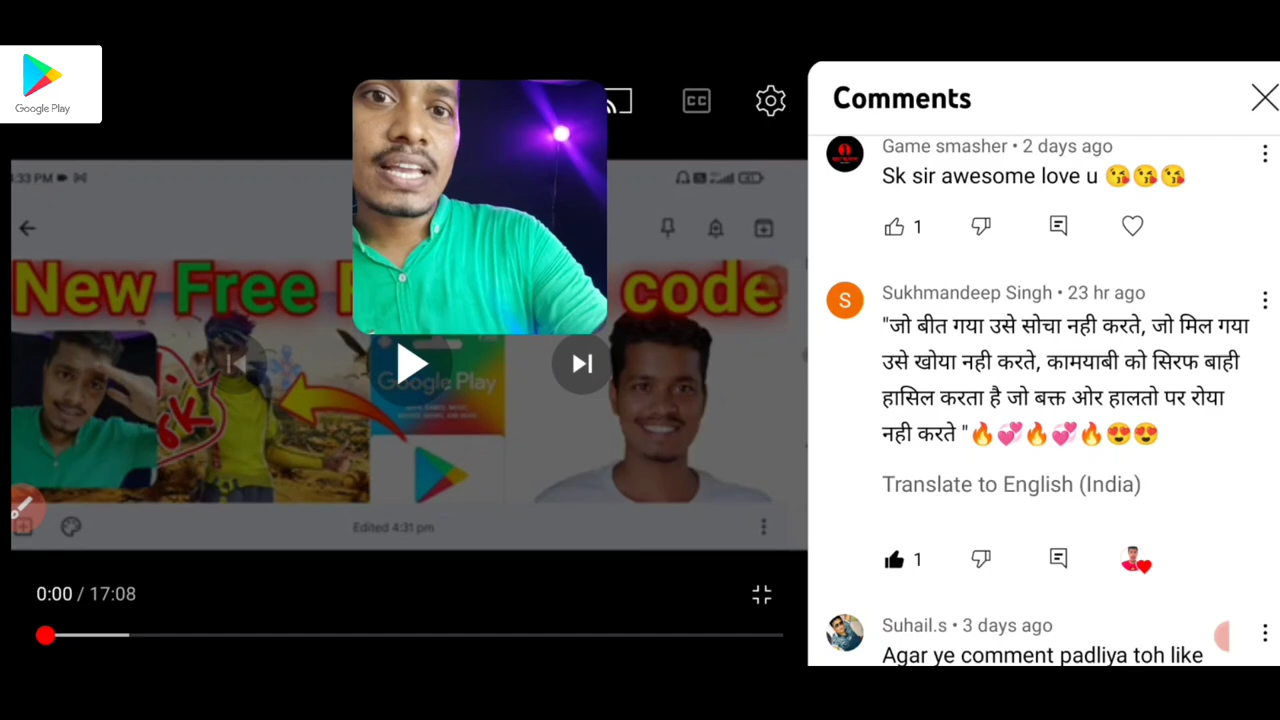 Google Play
CC
Comments
Game smasher • 2 days ago
Sk sir awesome love u 😘😘😘
1
:33 PM
New Free
code
Google Play
Edited 4:31 pm
0:00 / 17:08
S
Sukhmandeep Singh • 23 hr ago
"जो बीत गया उसे सोचा नही करते, जो मिल गया
उसे खोया नही करते, कामयाबी को सिरफ बाही
हासिल करता है जो बक्त ओर हालतो पर रोया
नही करते "🔥💞🔥💞🔥😍😍
Translate to English (India)
1
Suhail.s • 3 days ago
Agar ye comment padliya toh like